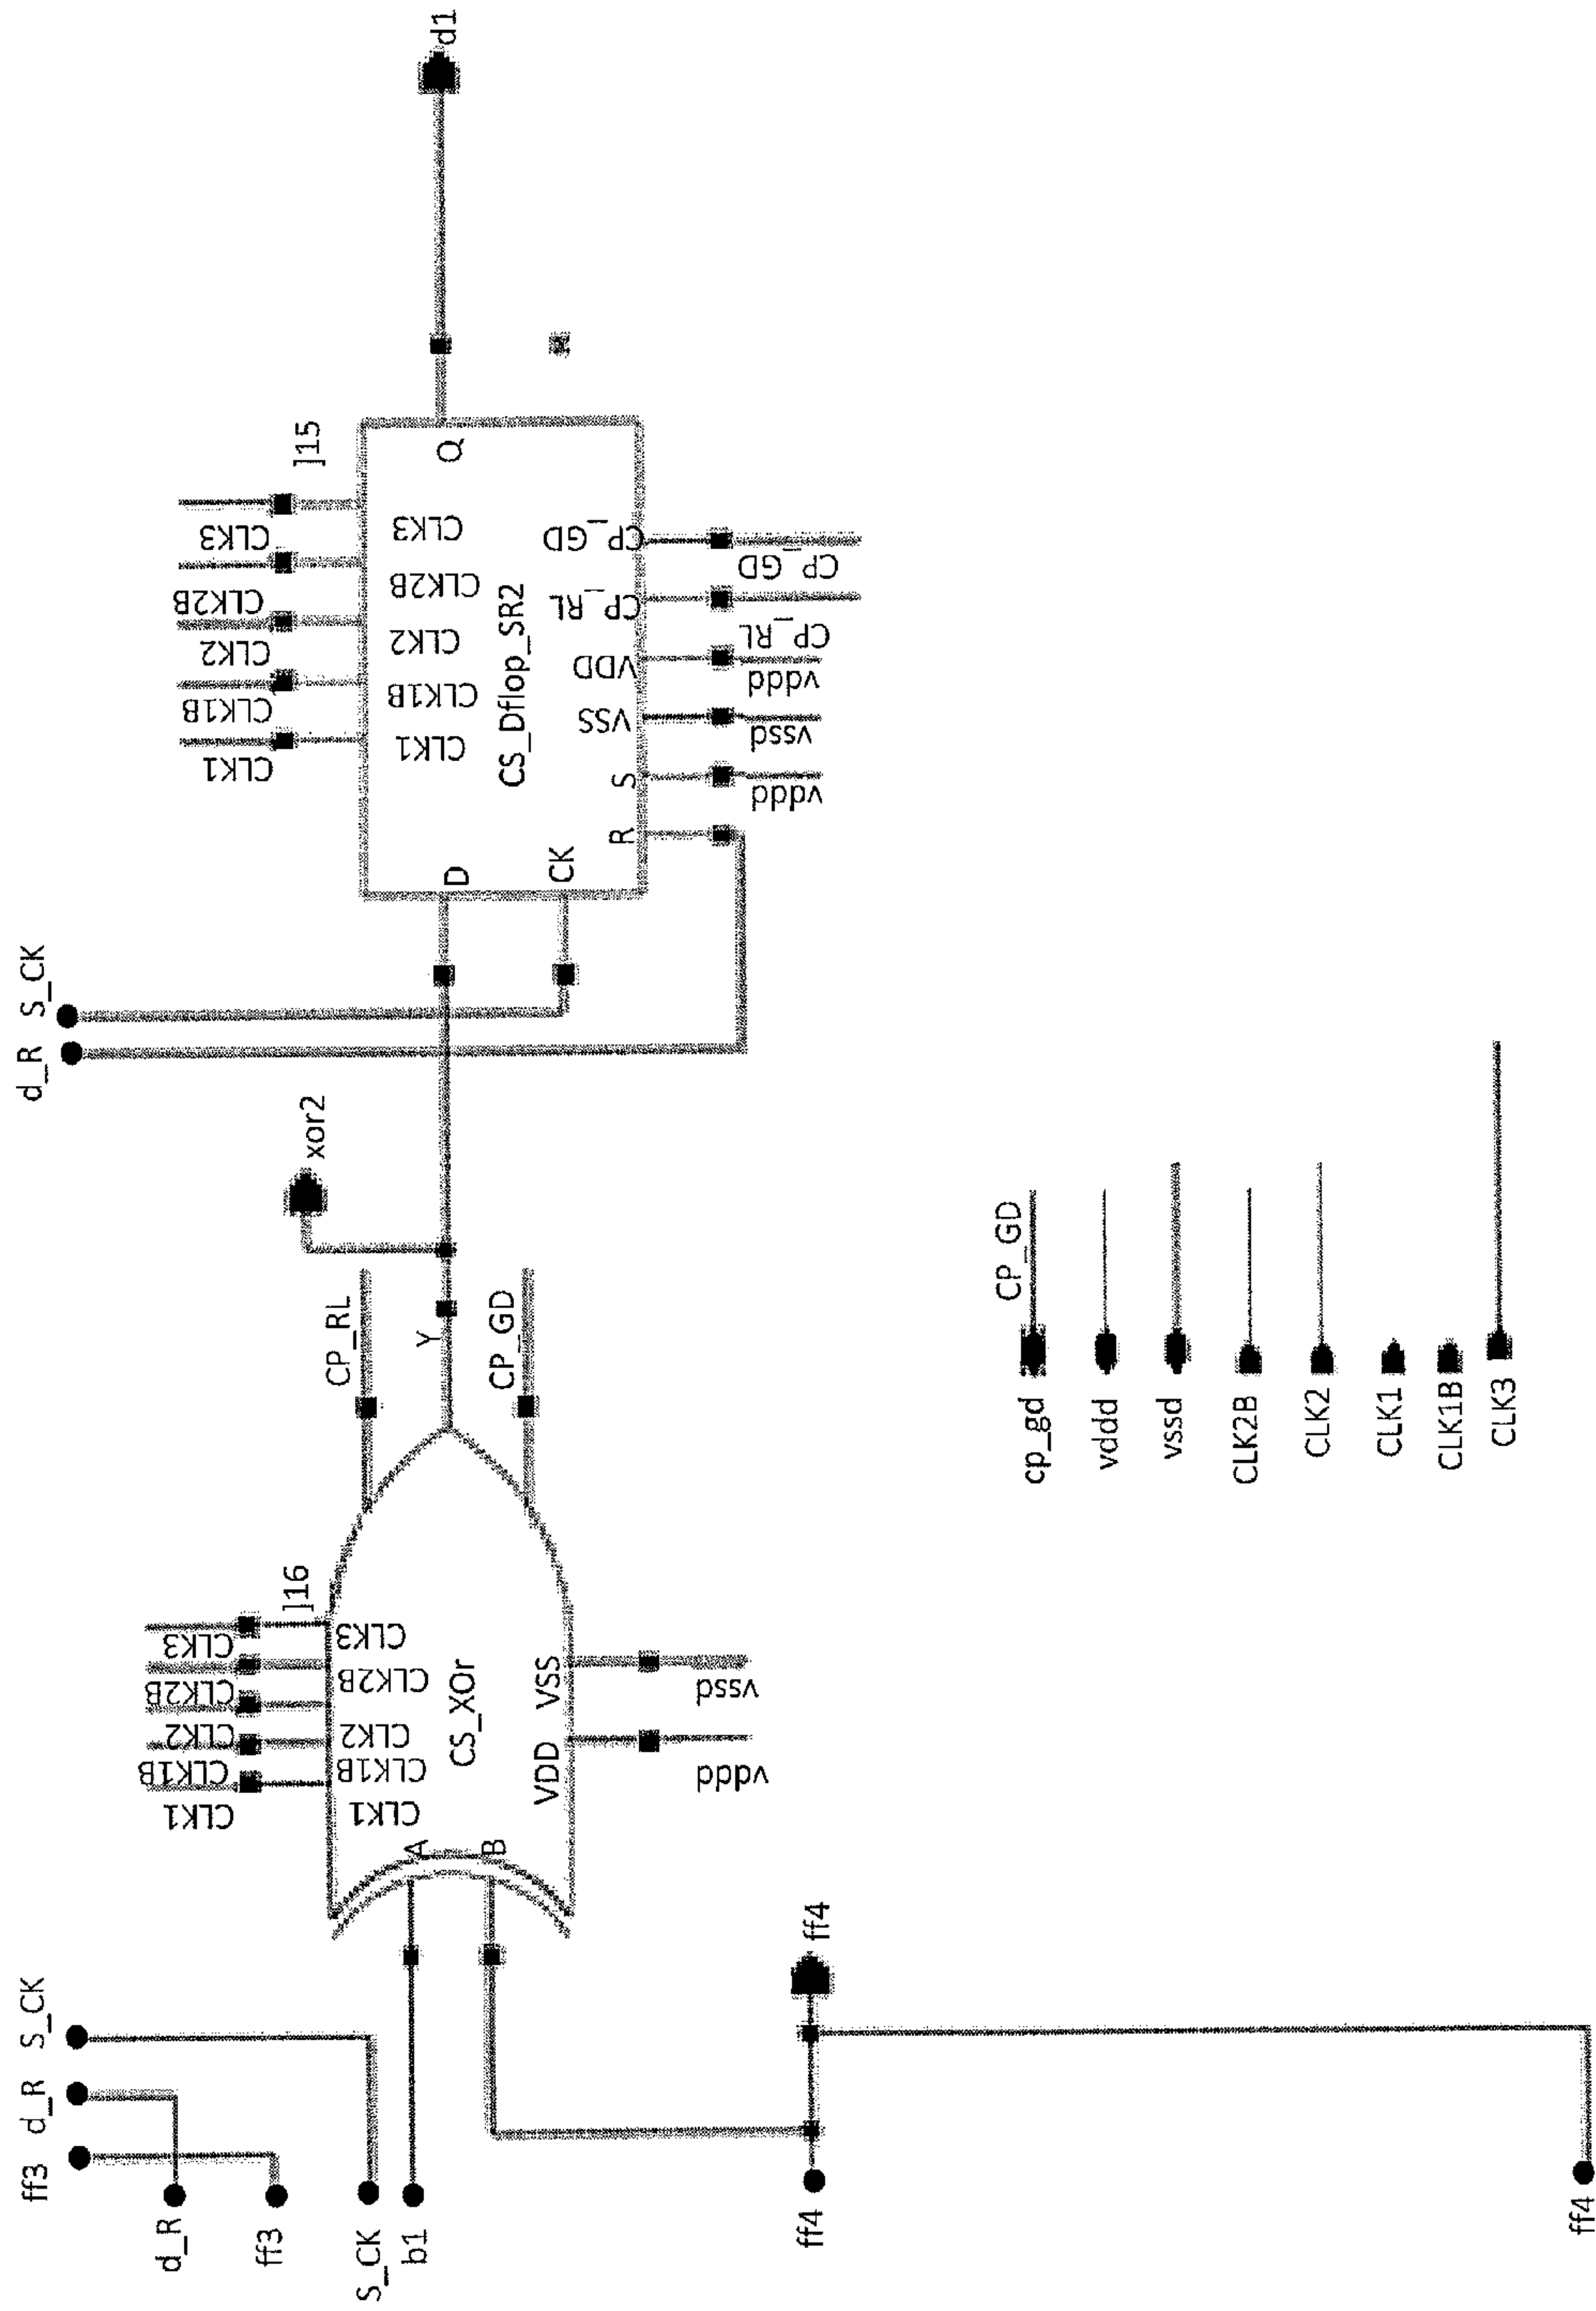 d1
]15
CLK3
CLK2B
CLK2
CLK1B
CLK1
CLK3
CLK2B
CLK2
CLK1B
CLK1
CS_Dflop_SR2
Q
D
CK
CP_GD
CP_RL
VDD
VSS
S
R
CP_GD
CP_RL
vddd
vssd
vddd
S_CK
d_R
xor2
CP_RL
Y
CP_GD
]16
CLK3
CLK2B
CLK2
CLK1B
CLK1
CLK3
CLK2B
CLK2
CLK1B
CLK1
CS_XOr
VSS
VDD
A
B
vssd
vddd
S_CK
d_R
ff3
d_R
ff3
S_CK
b1
ff4
ff4
ff4
CP_GD
cp_gd
vddd
vssd
CLK2B
CLK2
CLK1
CLK1B
CLK3